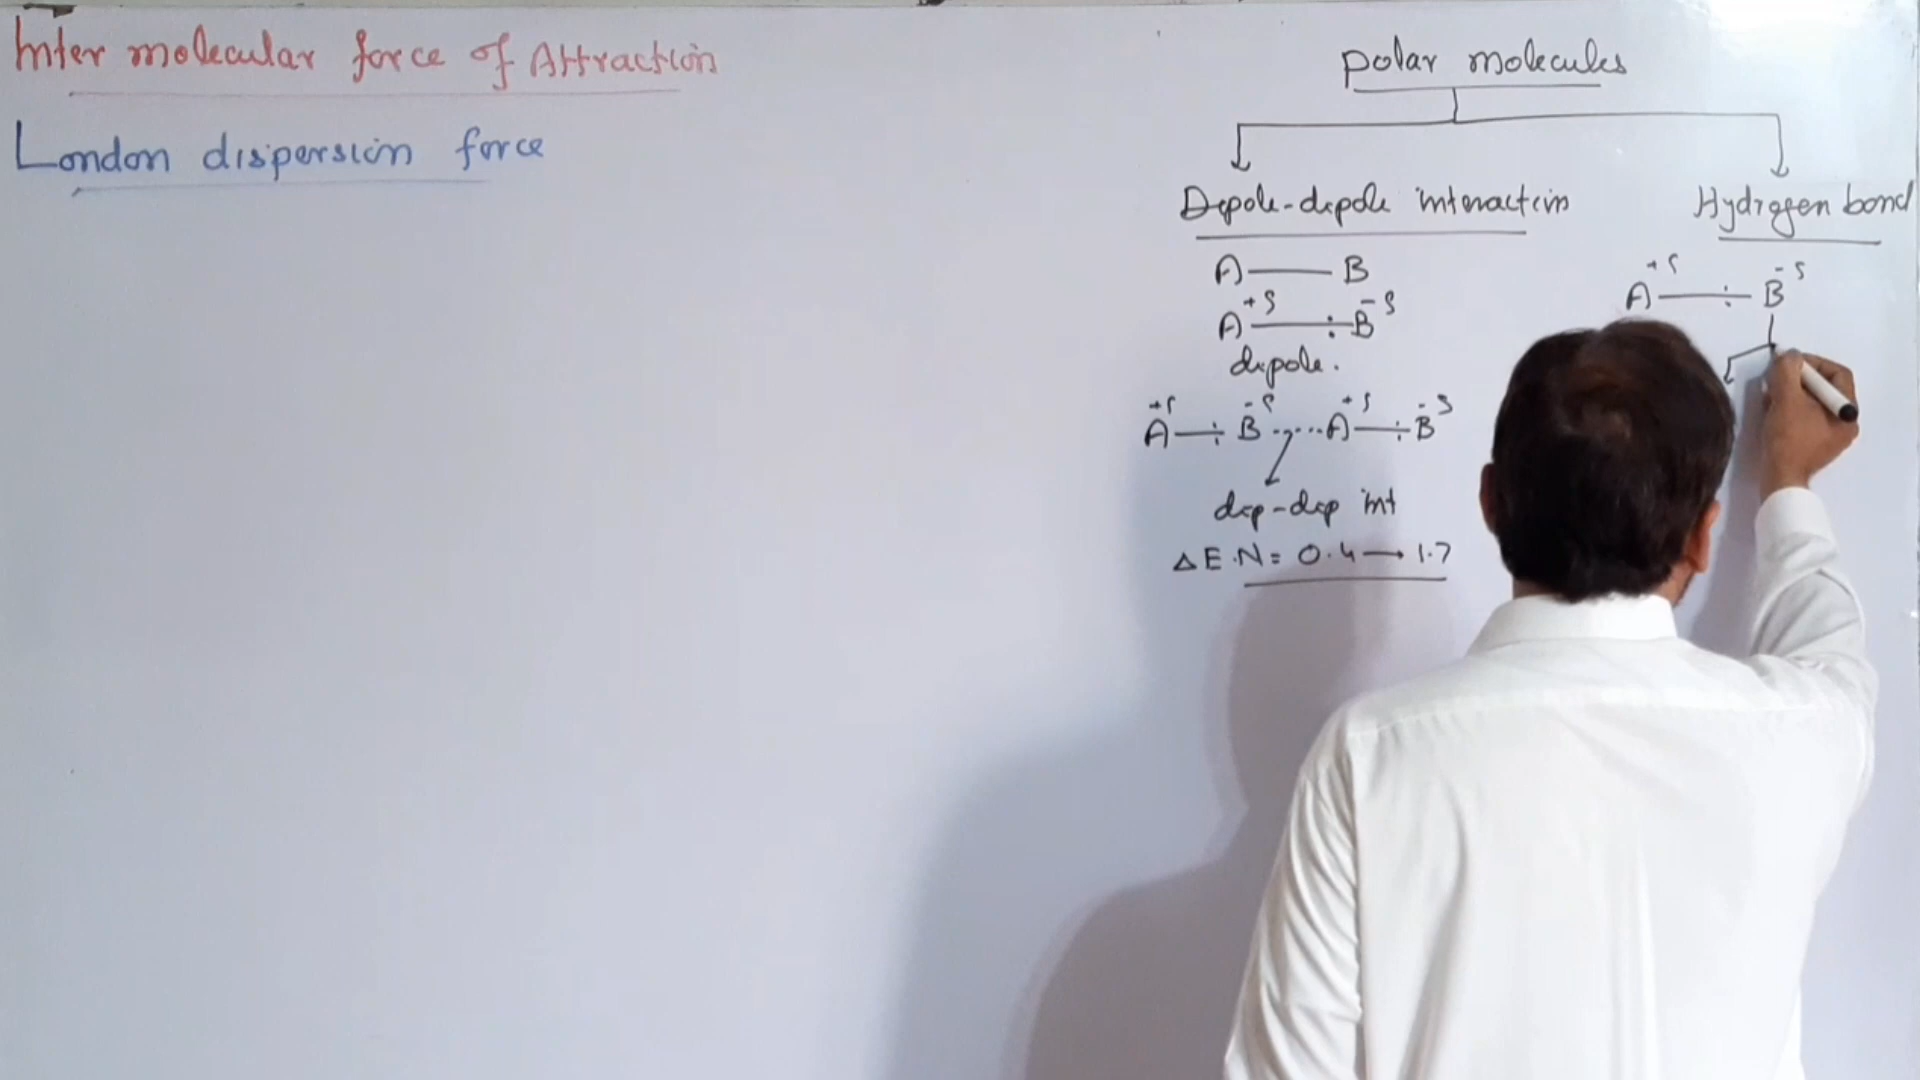 Inter molecular force of Attraction
London dispersion force
polar molecules
Dipole-dipole interaction
A — B
+δ -δ
A —: B
dipole.
+δ -δ +δ -δ
A —: B ..... A —: B
dip-dip int
Δ E.N = 0.4 → 1.7
Hydrogen bond
+δ -δ
A —: B